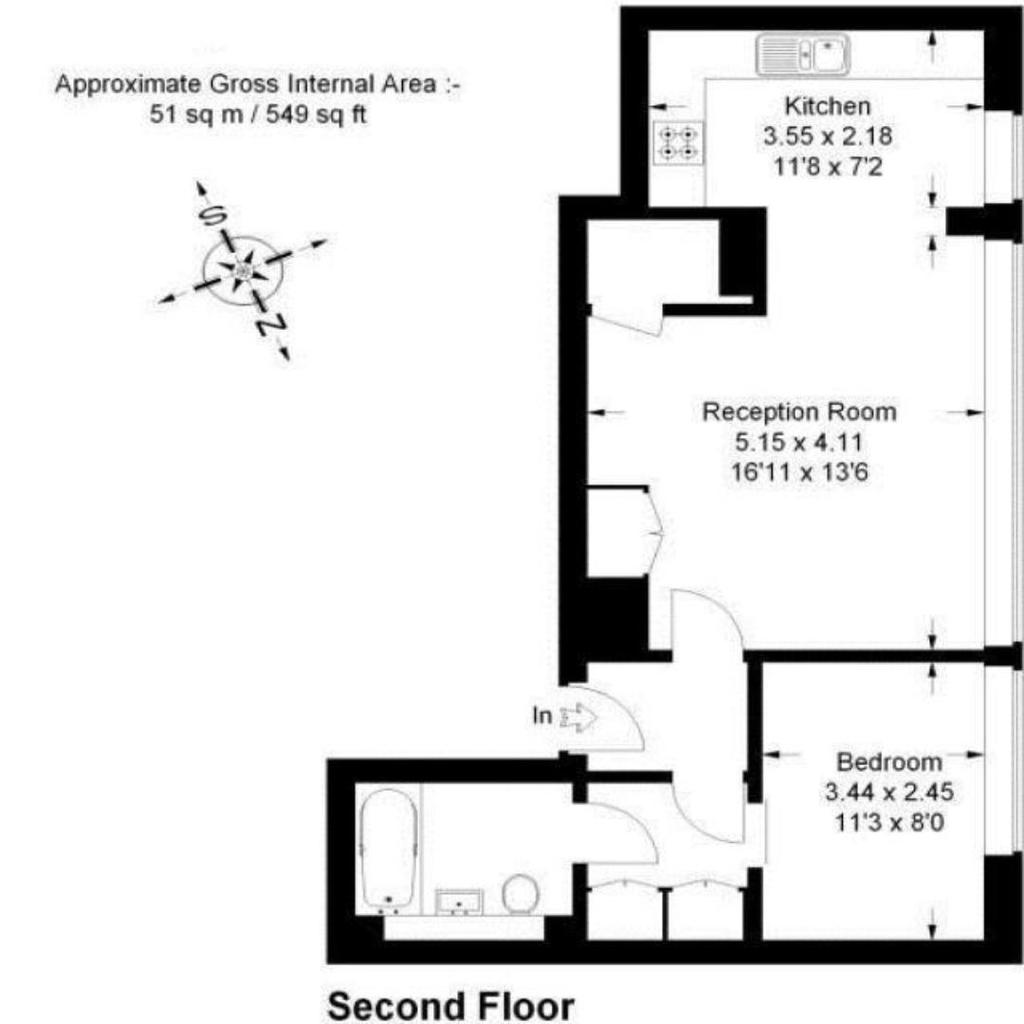 Approximate Gross Internal Area :-
51 sq m / 549 sq ft
S
N
Kitchen
3.55 x 2.18
11'8 x 7'2
Reception Room
5.15 x 4.11
16'11 x 13'6
In
Bedroom
3.44 x 2.45
11'3 x 8'0
Second Floor